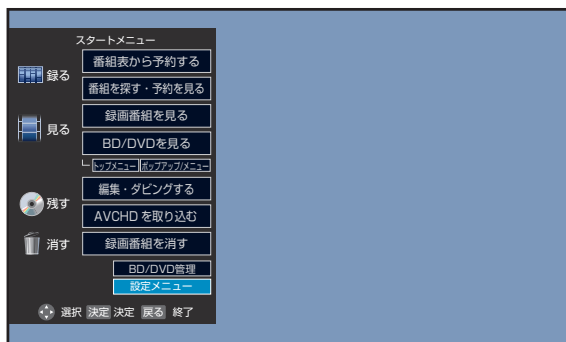 スタートメニュー
録る
番組表から予約する
番組を探す・予約を見る
見る
録画番組を見る
BD/DVDを見る
トップメニュー ポップアップ/メニュー
残す
編集・ダビングする
AVCHD を取り込む
消す
録画番組を消す
BD/DVD管理
設定メニュー
選択 決定 決定 戻る 終了